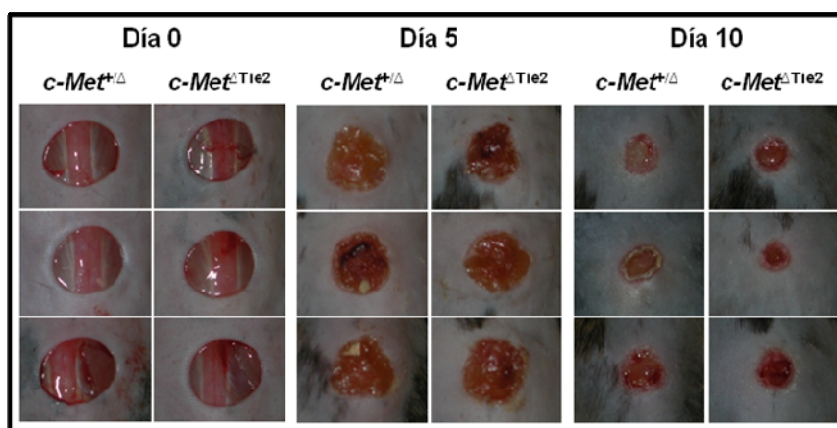 Día 0 Día 5 Día 10
c-Met+/Δ c-MetΔTie2 c-Met+/Δ c-MetΔTie2 c-Met+/Δ c-MetΔTie2